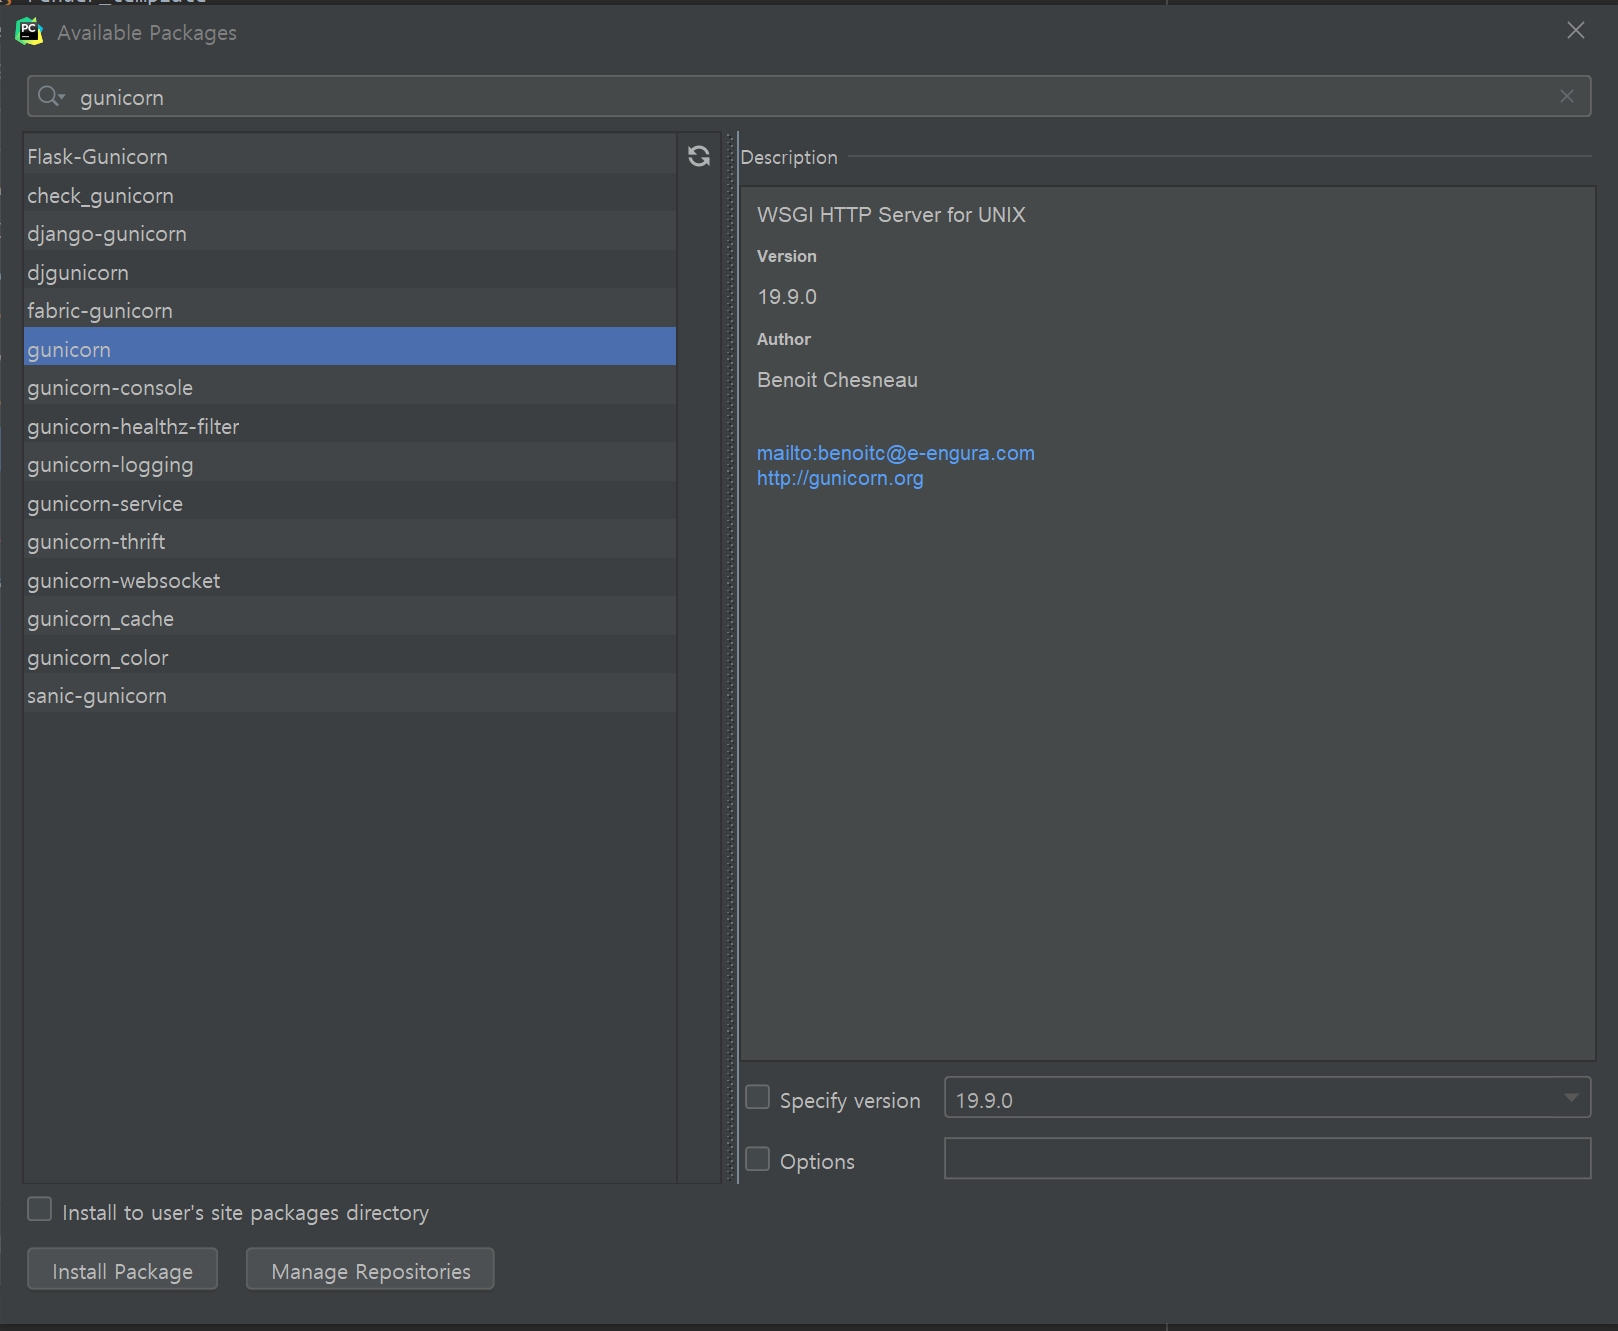 PC
Available Packages
gunicorn
Flask-Gunicorn
check_gunicorn
django-gunicorn
djgunicorn
fabric-gunicorn
gunicorn
gunicorn-console
gunicorn-healthz-filter
gunicorn-logging
gunicorn-service
gunicorn-thrift
gunicorn-websocket
gunicorn_cache
gunicorn_color
sanic-gunicorn
Description
WSGI HTTP Server for UNIX
Version
19.9.0
Author
Benoit Chesneau
mailto:benoitc@e-engura.com
http://gunicorn.org
Specify version
19.9.0
Options
Install to user's site packages directory
Install Package
Manage Repositories